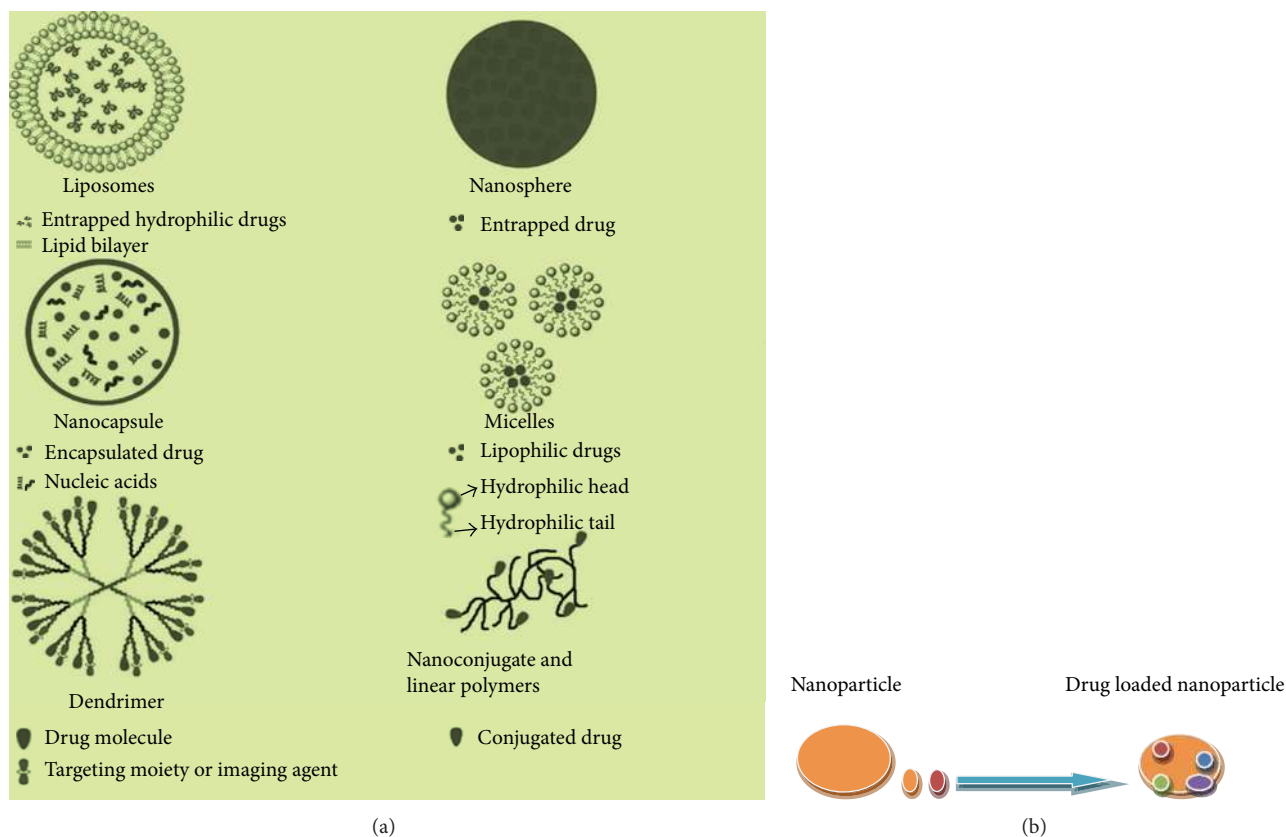 Liposomes
Entrapped hydrophilic drugs
Lipid bilayer
Nanosphere
Entrapped drug
Nanocapsule
Encapsulated drug
Nucleic acids
Micelles
Lipophilic drugs
Hydrophilic head
Hydrophilic tail
Dendrimer
Drug molecule
Targeting moiety or imaging agent
Nanoconjugate and
linear polymers
Conjugated drug
(a)
Nanoparticle
Drug loaded nanoparticle
(b)